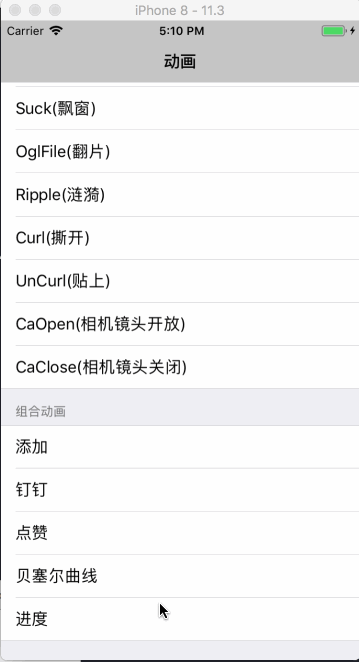 iPhone 8 - 11.3
Carrier 5:10 PM
动画
Suck(飘窗)
OglFile(翻片)
Ripple(涟漪)
Curl(撕开)
UnCurl(贴上)
CaOpen(相机镜头开放)
CaClose(相机镜头关闭)
组合动画
添加
钉钉
点赞
贝塞尔曲线
进度